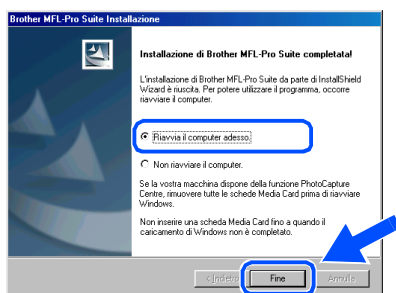 Brother MFL-Pro Suite Installazione
Installazione di Brother MFL-Pro Suite completata!
L'installazione di Brother MFL-Pro Suite da parte di InstallShield
Wizard è riuscita. Per potere utilizzare il programma, occorre
riavviare il computer.
Riavvia il computer adesso.
Non riavviare il computer.
Se la vostra macchina dispone della funzione PhotoCapture
Centre, rimuovere tutte le schede Media Card prima di riavviare
Windows.
Non inserire una scheda Media Card fino a quando il
caricamento di Windows non è completato.
< Indietro Fine Annulla